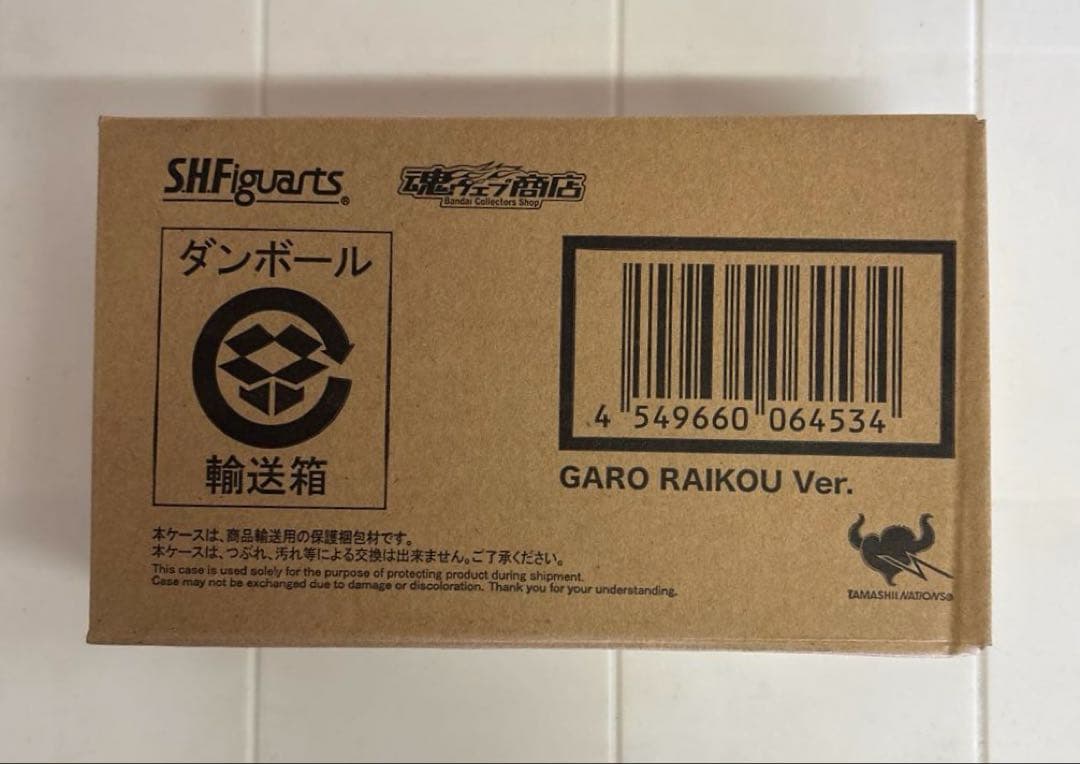 S.H.Figuarts®
魂ウェブ商店
Bandai Collectors Shop
ダンボール
輸送箱
4 549660 064534
GARO RAIKOU Ver.
本ケースは、商品輸送用の保護梱包材です。
本ケースは、つぶれ、汚れ等による交換は出来ません。ご了承ください。
This case is used solely for the purpose of protecting product during shipment.
Case may not be exchanged due to damage or discoloration. Thank you for your understanding.
TAMASHII NATIONS®